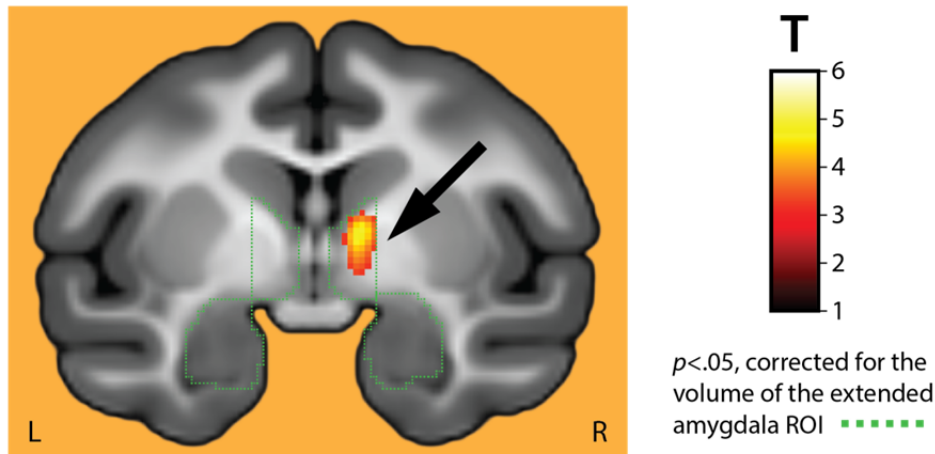 T
6
5
4
3
2
1
p<.05, corrected for the
volume of the extended
amygdala ROI
L
R